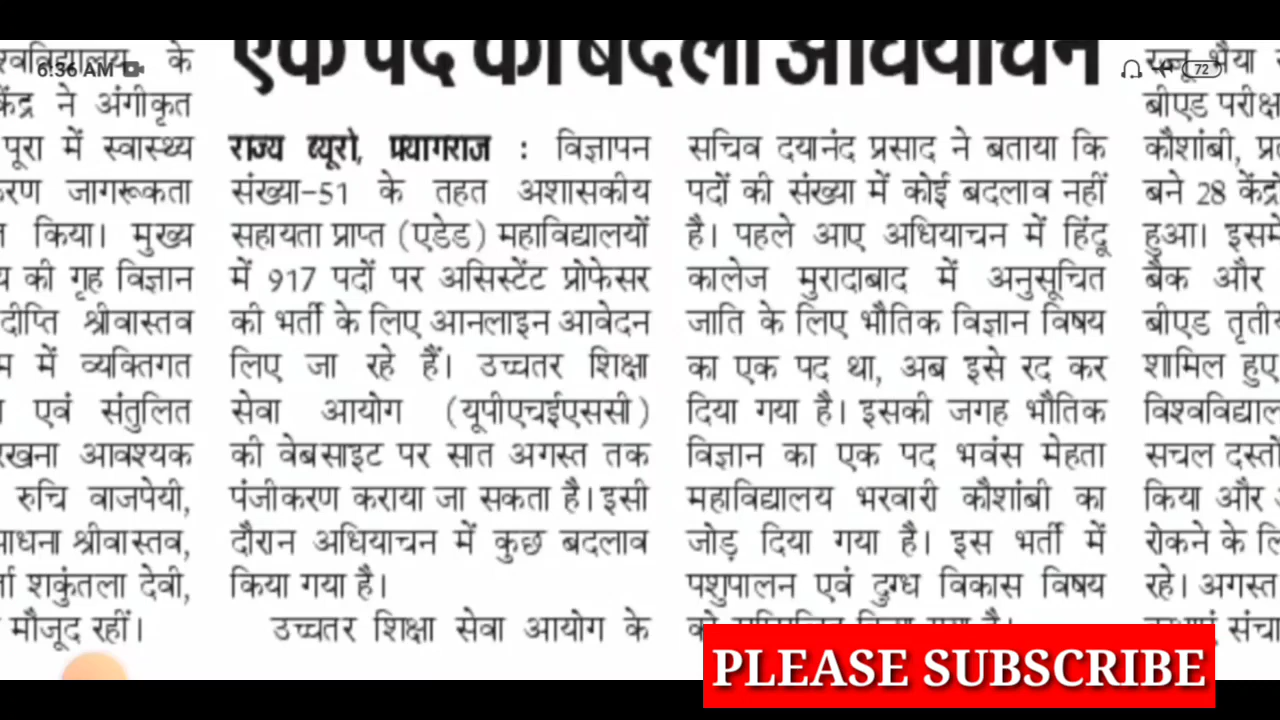 एक पद का बदला अधियाचन
6:36 AM
72
श्वविद्यालय के
केंद्र ने अंगीकृत
पूरा में स्वास्थ्य
करण जागरूकता
किया। मुख्य
य की गृह विज्ञान
दीप्ति श्रीवास्तव
में व्यक्तिगत
एवं संतुलित
रखना आवश्यक
रुचि वाजपेयी,
साधना श्रीवास्तव,
शकुंतला देवी,
मौजूद रहीं।
राज्य ब्यूरो, प्रयागराज : विज्ञापन
संख्या-51 के तहत अशासकीय
सहायता प्राप्त (एडेड) महाविद्यालयों
में 917 पदों पर असिस्टेंट प्रोफेसर
की भर्ती के लिए आनलाइन आवेदन
लिए जा रहे हैं। उच्चतर शिक्षा
सेवा आयोग (यूपीएचईएससी)
की वेबसाइट पर सात अगस्त तक
पंजीकरण कराया जा सकता है। इसी
दौरान अधियाचन में कुछ बदलाव
किया गया है।
उच्चतर शिक्षा सेवा आयोग के
सचिव दयानंद प्रसाद ने बताया कि
पदों की संख्या में कोई बदलाव नहीं
है। पहले आए अधियाचन में हिंदू
कालेज मुरादाबाद में अनुसूचित
जाति के लिए भौतिक विज्ञान विषय
का एक पद था, अब इसे रद कर
दिया गया है। इसकी जगह भौतिक
विज्ञान का एक पद भवंस मेहता
महाविद्यालय भरवारी कौशांबी का
जोड़ दिया गया है। इस भर्ती में
पशुपालन एवं दुग्ध विकास विषय
को सम्मिलित किया गया है।
रज्जू भैया
बीएड परीक्ष
कौशांबी, प्र
बने 28 केंद्रो
हुआ। इसमे
बैक और
बीएड तृती
शामिल हुए
विश्वविद्याल
सचल दस्तो
किया और
रोकने के लि
रहे। अगस्त
संचा
PLEASE SUBSCRIBE